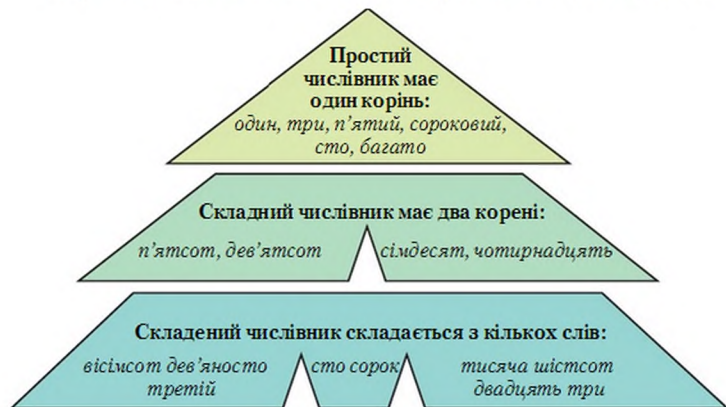 Простий
числівник має
один корінь:
один, три, п’ятий, сороковий,
сто, багато
Складний числівник має два корені:
п’ятсот, дев’ятсот
сімдесят, чотирнадцять
Складений числівник складається з кількох слів:
вісімсот дев’яносто
третій
сто сорок
тисяча шістсот
двадцять три